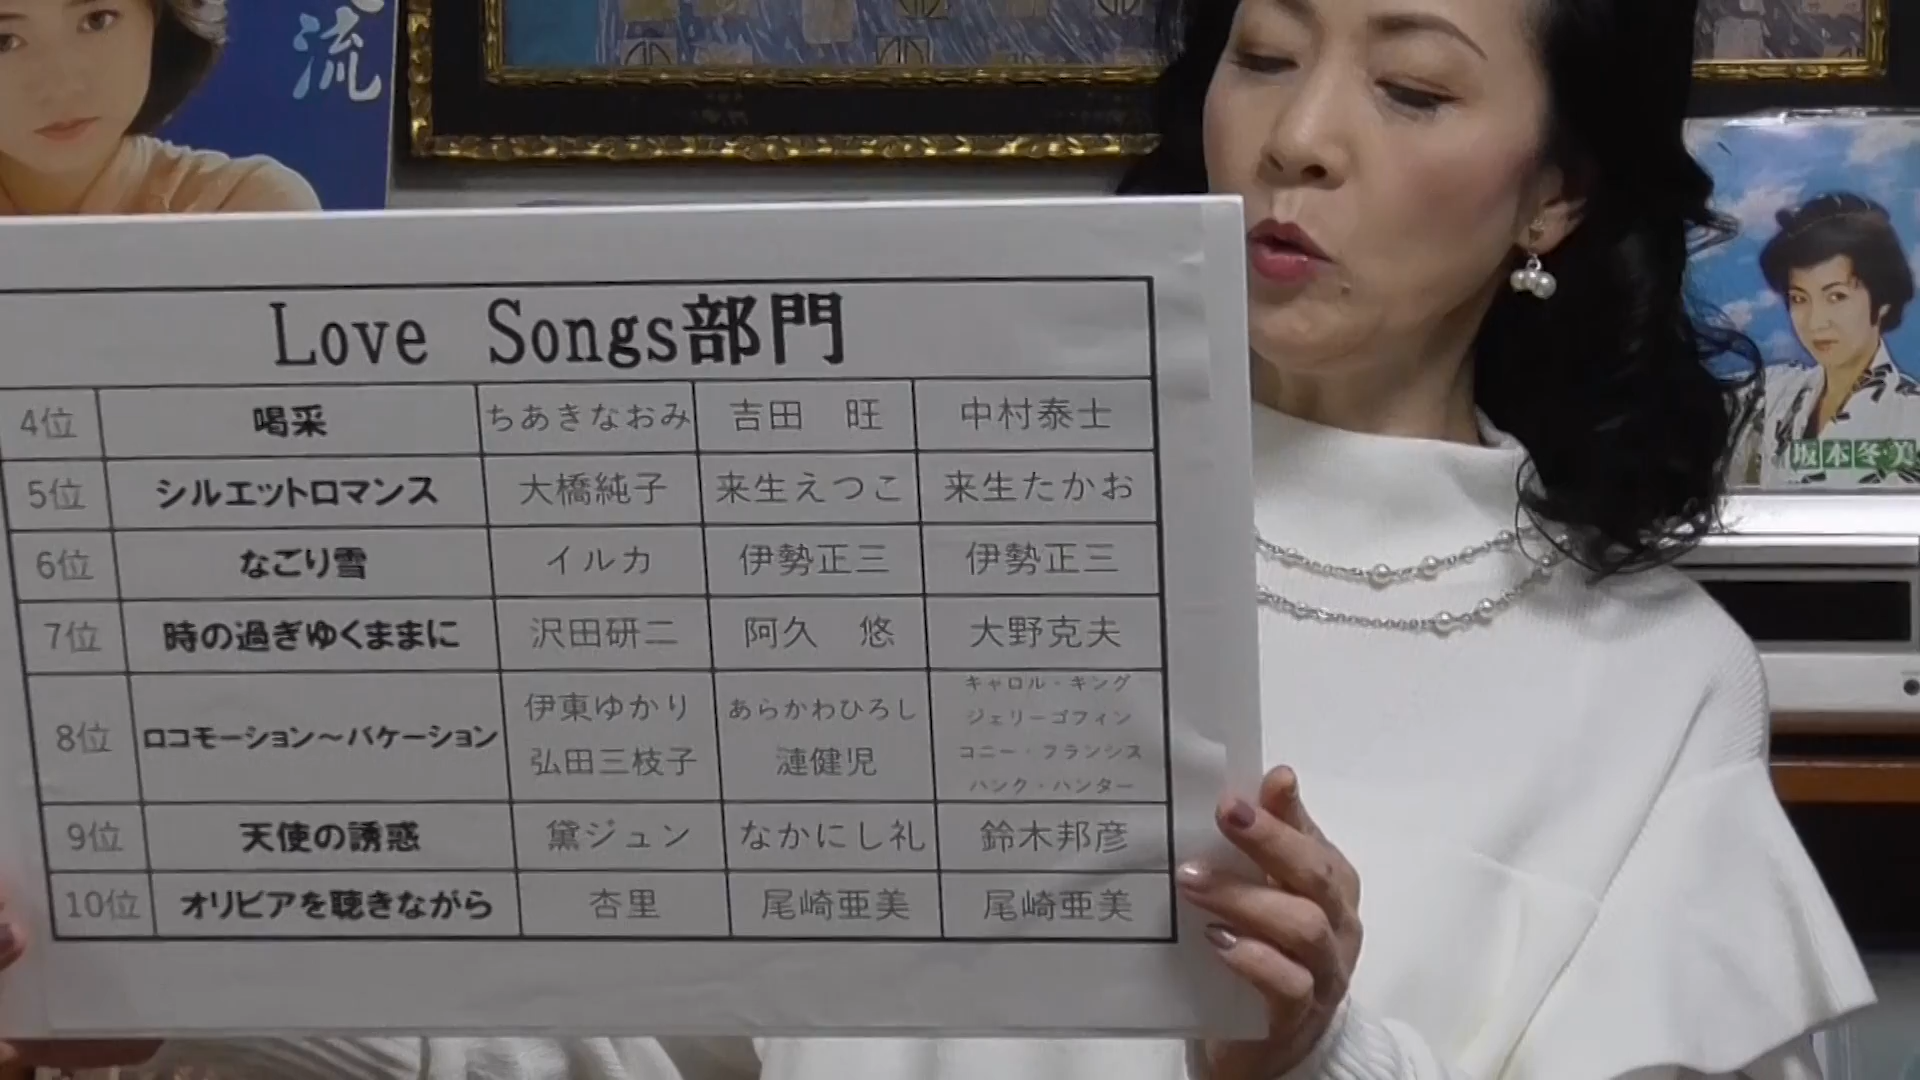 流
Love Songs部門
4位 喝采 ちあきなおみ 吉田 旺 中村泰士
5位 シルエットロマンス 大橋純子 来生えつこ 来生たかお
6位 なごり雪 イルカ 伊勢正三 伊勢正三
7位 時の過ぎゆくままに 沢田研二 阿久 悠 大野克夫
8位 ロコモーション～バケーション 伊東ゆかり 弘田三枝子 あらかわひろし 漣健児 キャロル・キング ジェリーゴフィン コニー・フランシス ハンク・ハンター
9位 天使の誘惑 黛ジュン なかにし礼 鈴木邦彦
10位 オリビアを聴きながら 杏里 尾崎亜美 尾崎亜美
坂本冬美